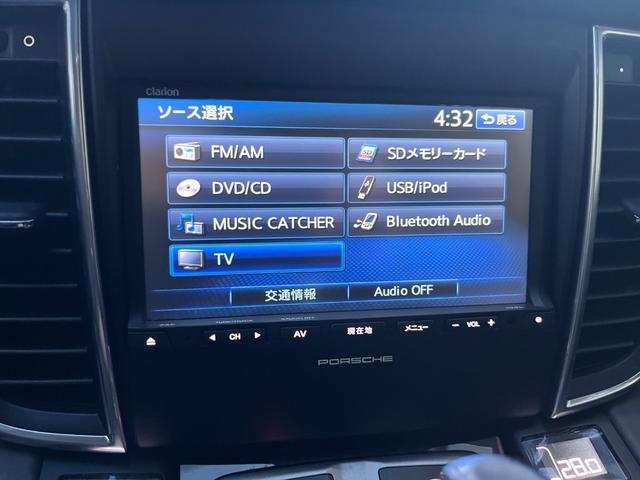 Clarion
ソース選択
4:32 戻る
FM/AM
SDメモリーカード
SD
DVD/CD
USB/iPod
MUSIC CATCHER
Bluetooth Audio
TV
交通情報
Audio OFF
CH
AV
現在地
メニュー
- VOL +
PORSCHE
28.0